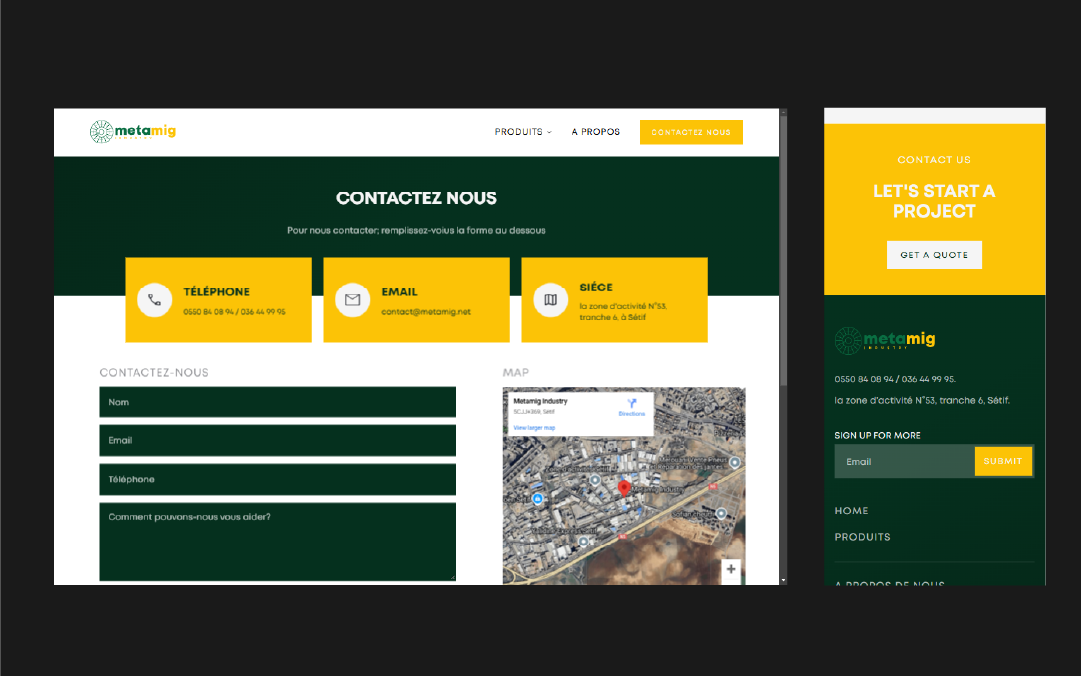 metamig
INDUSTRY
PRODUITS
A PROPOS
CONTACTEZ NOUS
CONTACTEZ NOUS
Pour nous contacter; remplissez-voius la forme au dessous
TÉLÉPHONE
0550 84 08 94 / 036 44 99 95
EMAIL
contact@metamig.net
SIÉGE
la zone d'activité N°53,
tranche 6, à Sétif
CONTACTEZ-NOUS
Nom
Email
Téléphone
Comment pouvons-nous vous aider?
MAP
Metamig Industry
Sétif
Directions
View larger map
Metamig Industry
CONTACT US
LET'S START A
PROJECT
GET A QUOTE
metamig
INDUSTRY
0550 84 08 94 / 036 44 99 95.
la zone d'activité N°53, tranche 6, Sétif.
SIGN UP FOR MORE
Email
SUBMIT
HOME
PRODUITS
A PROPOS DE NOUS